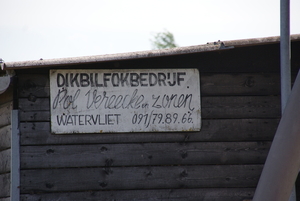 DIKBILFOKBEDRIJF.
Pol Vereecke en zonen
WATERVLIET 091/79.89.66.